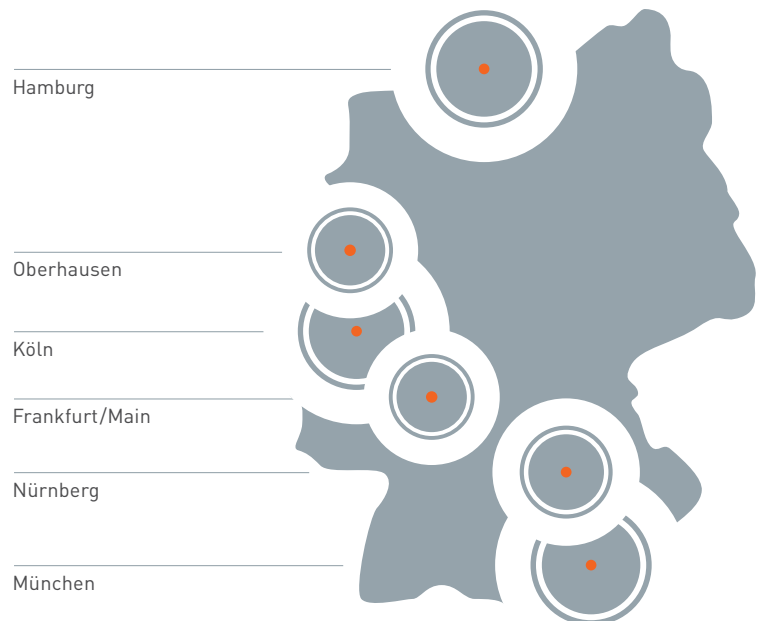 Hamburg
Oberhausen
Köln
Frankfurt/Main
Nürnberg
München